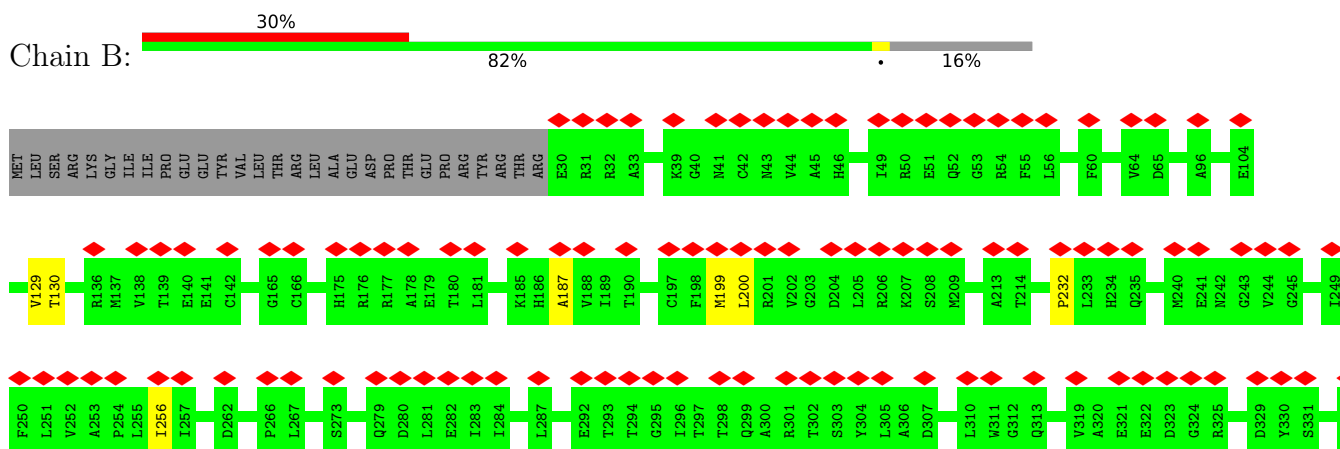 30%
Chain B:
82% • 16%
MET LEU SER ARG LYS GLY ILE ILE PRO GLU GLU TYR VAL LEU THR ARG LEU ALA GLU ASP PRO THR GLU PRO ARG TYR ARG THR ARG E30 R31 R32 A33 K39 G40 N41 C42 N43 V44 A45 H46 I49 R50 E51 Q52 G53 R54 F55 L56 F60 V64 D65 A96 E104
V129 T130 R136 M137 V138 T139 E140 E141 C142 G165 C166 H175 R176 R177 A178 E179 T180 L181 K185 H186 A187 V188 I189 T190 C197 F198 M199 L200 R201 V202 G203 D204 L205 R206 K207 S208 M209 A213 T214 P232 L233 H234 Q235 M240 E241 N242 G243 V244 G245 I249
F250 L251 V252 A253 P254 L255 I256 I257 D262 P266 L267 S273 Q279 D280 L281 E282 I283 I284 L287 E292 T293 T294 G295 I296 T297 T298 Q299 A300 R301 T302 S303 Y304 L305 A306 D307 L310 W311 G312 Q313 V319 A320 E321 E322 D323 G324 R325 D329 Y330 S331